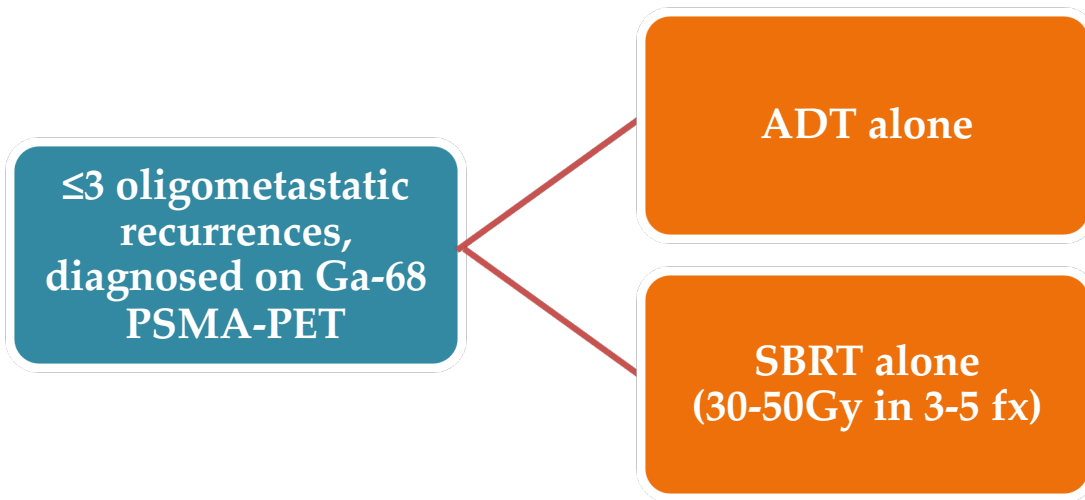 ≤3 oligometastatic
recurrences,
diagnosed on Ga-68
PSMA-PET
ADT alone
SBRT alone
(30-50Gy in 3-5 fx)